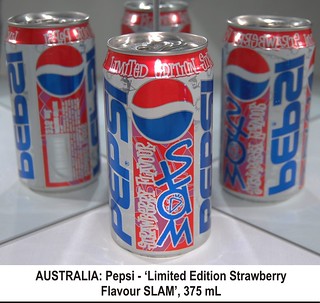 LIMITED EDITION
PEPSI
STRAWBERRY FLAVOUR
SLAM
PEPSI
AUSTRALIA: Pepsi - ‘Limited Edition Strawberry
Flavour SLAM’, 375 mL